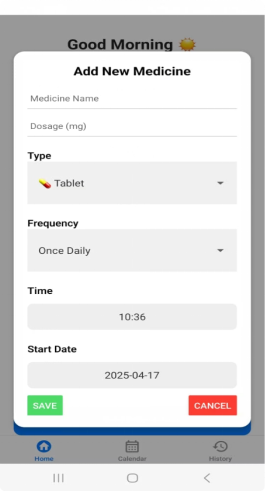 Good Morning
Add New Medicine
Medicine Name
Dosage (mg)
Type
Tablet
Frequency
Once Daily
Time
10:36
Start Date
2025-04-17
SAVE
CANCEL
Home
Calendar
History